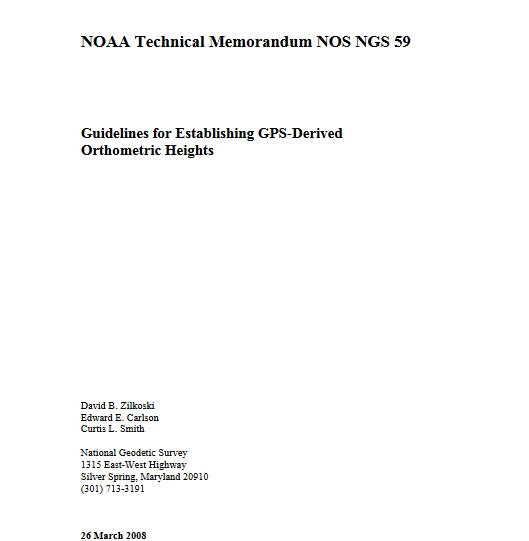 NOAA Technical Memorandum NOS NGS 59
Guidelines for Establishing GPS-Derived
Orthometric Heights
David B. Zilkoski
Edward E. Carlson
Curtis L. Smith
National Geodetic Survey
1315 East-West Highway
Silver Spring, Maryland 20910
(301) 713-3191
26 March 2008